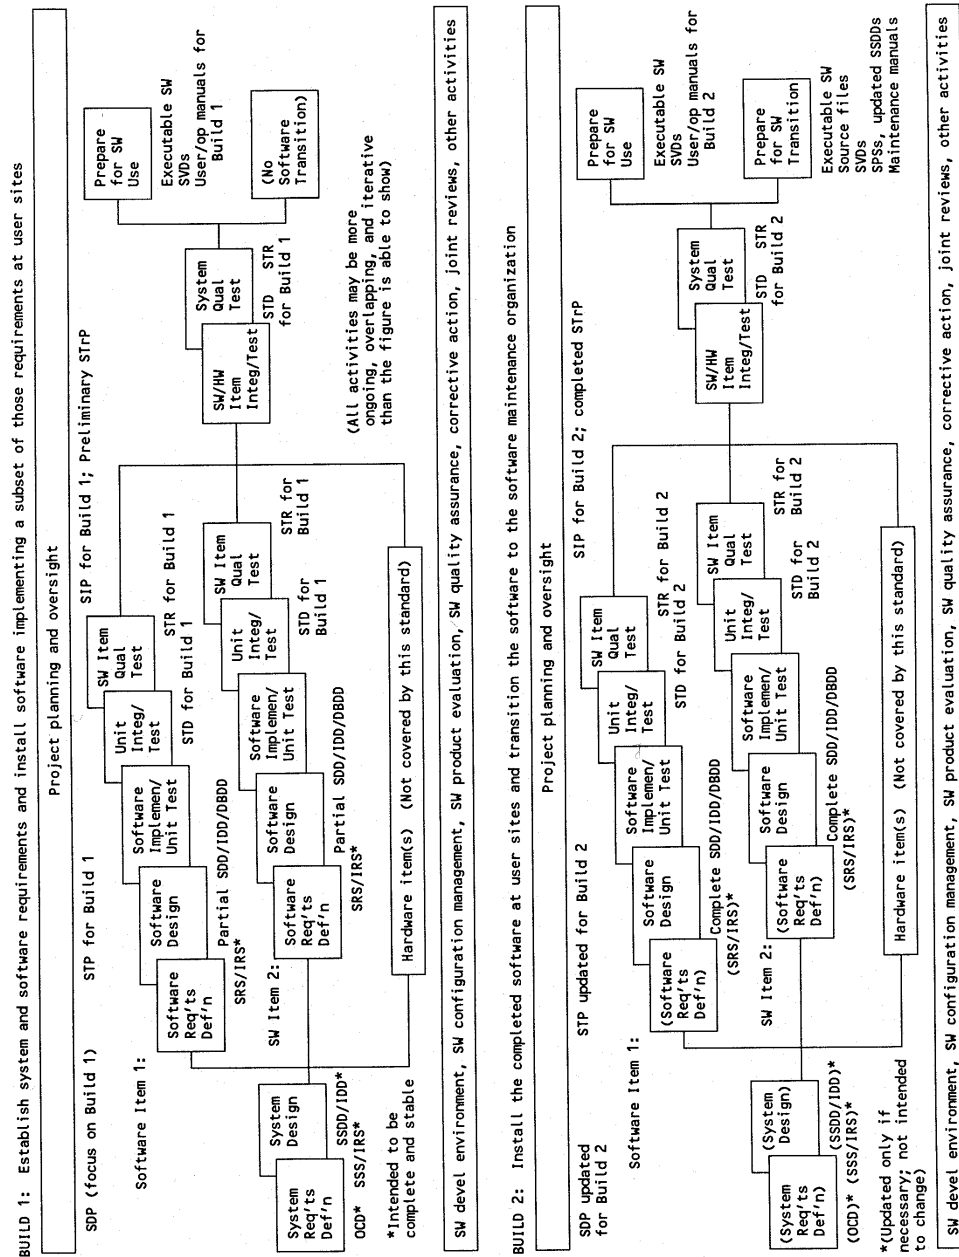 BUILD 1: Establish system and software requirements and install software implementing a subset of those requirements at user sites
Project planning and oversight
SDP (focus on Build 1)
STP for Build 1
SIP for Build 1; Preliminary STrP
Software Item 1:
Software
Req'ts
Def'n
Software
Design
Software
Implemen/
Unit Test
Unit
Integ/
Test
SW Item
Qual
Test
SRS/IRS*
Partial SDD/IDD/DBDD
STD for Build 1
STR for Build 1
System
Req'ts
Def'n
System
Design
OCD*
SSS/IRS*
SSDD/IDD*
SW Item 2:
Software
Req'ts
Def'n
Software
Design
Software
Implemen/
Unit Test
Unit
Integ/
Test
SW Item
Qual
Test
SRS/IRS*
Partial SDD/IDD/DBDD
STD for
Build 1
STR for
Build 1
Hardware item(s) (Not covered by this standard)
SW/HW
Item
Integ/Test
System
Qual
Test
STD STR
for Build 1
Prepare
for SW
Use
Executable SW
SVDs
User/op manuals for
Build 1
(No
Software
Transition)
*Intended to be
complete and stable
(All activities may be more
ongoing, overlapping, and iterative
than the figure is able to show)
SW devel environment, SW configuration management, SW product evaluation, SW quality assurance, corrective action, joint reviews, other activities
BUILD 2: Install the completed software at user sites and transition the software to the software maintenance organization
Project planning and oversight
SDP updated
for Build 2
STP updated for Build 2
SIP for Build 2; completed STrP
Software Item 1:
(Software
Req'ts
Def'n)
Software
Design
Software
Implemen/
Unit Test
Unit
Integ/
Test
SW Item
Qual
Test
(SRS/IRS)*
Complete SDD/IDD/DBDD
STD for Build 2
STR for Build 2
(System
Req'ts
Def'n)
(System
Design)
(OCD)*
(SSS/IRS)*
(SSDD/IDD)*
SW Item 2:
(Software
Req'ts
Def'n)
Software
Design
Software
Implemen/
Unit Test
Unit
Integ/
Test
SW Item
Qual
Test
(SRS/IRS)*
Complete SDD/IDD/DBDD
STD for
Build 2
STR for
Build 2
Hardware item(s) (Not covered by this standard)
SW/HW
Item
Integ/Test
System
Qual
Test
STD STR
for Build 2
Prepare
for SW
Use
Executable SW
SVDs
User/op manuals for
Build 2
Prepare
for SW
Transition
Executable SW
Source files
SVDs
SPSs, updated SSDDs
Maintenance manuals
*(Updated only if
necessary; not intended
to change)
SW devel environment, SW configuration management, SW product evaluation, SW quality assurance, corrective action, joint reviews, other activities